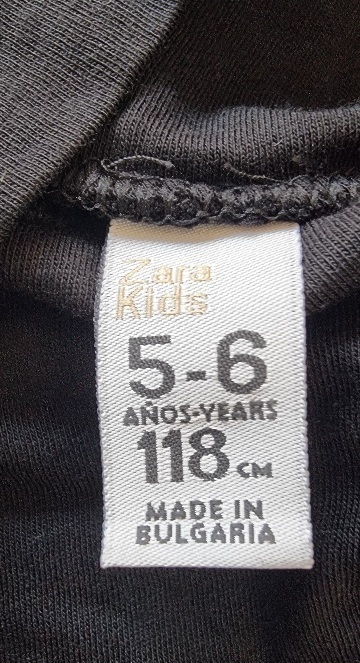 Zara
Kids
5-6
AÑOS-YEARS
118 CM
MADE IN
BULGARIA